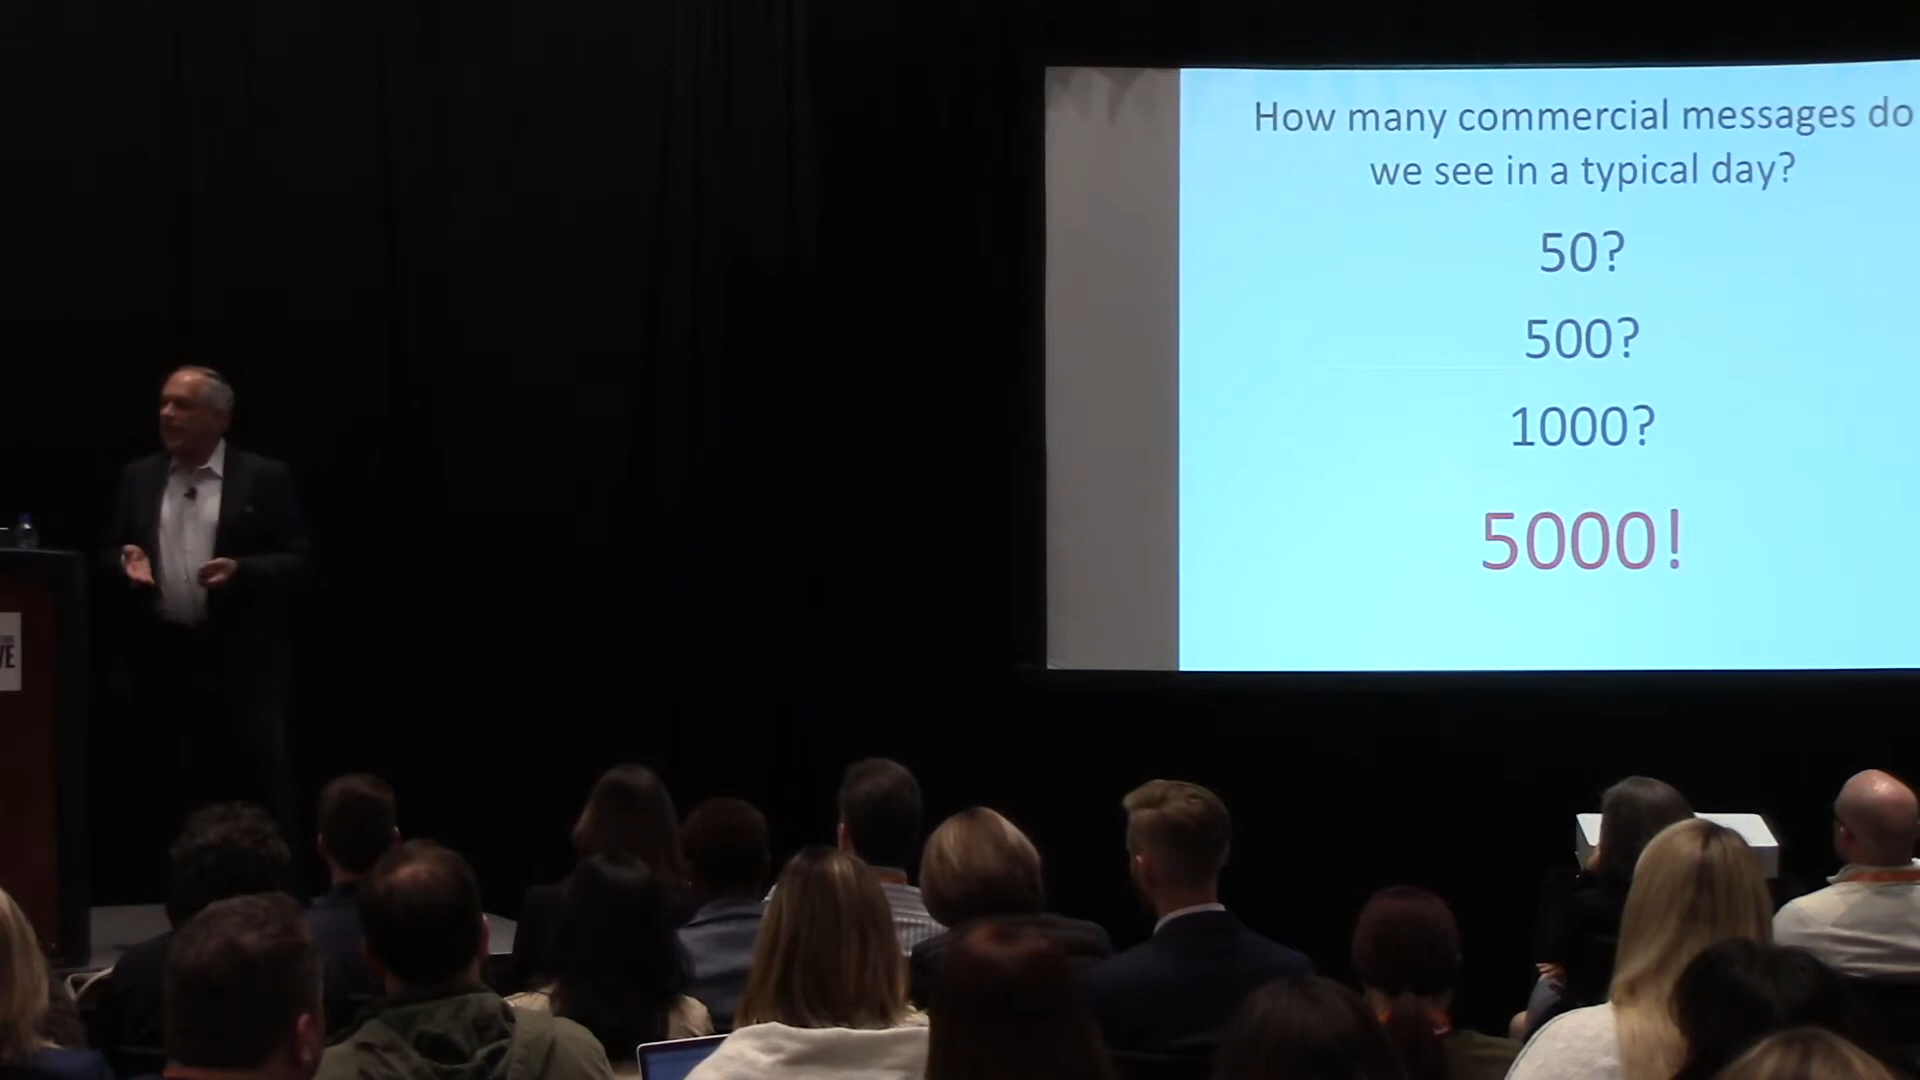 How many commercial messages do
we see in a typical day?
50?
500?
1000?
5000!